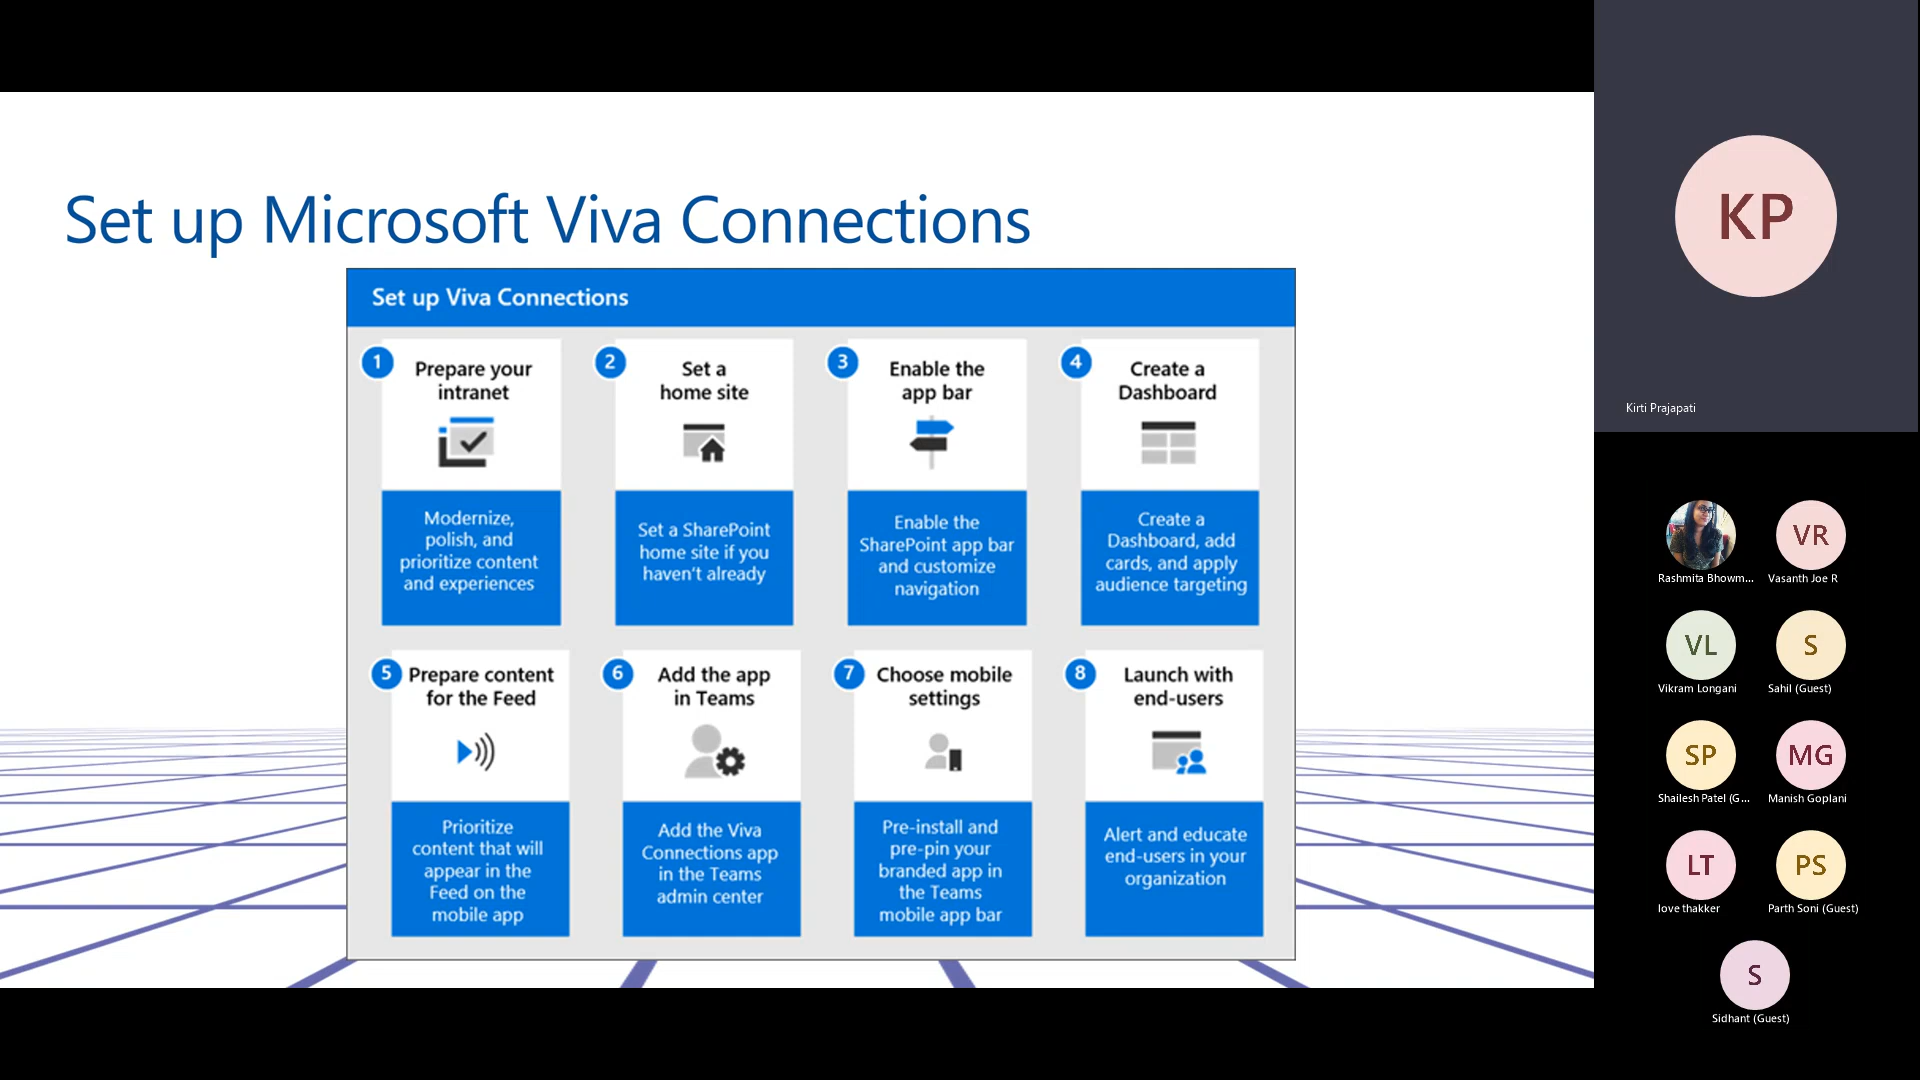 Set up Microsoft Viva Connections
Set up Viva Connections
1
Prepare your
intranet
Modernize,
polish, and
prioritize content
and experiences
2
Set a
home site
Set a SharePoint
home site if you
haven't already
3
Enable the
app bar
Enable the
SharePoint app bar
and customize
navigation
4
Create a
Dashboard
Create a
Dashboard, add
cards, and apply
audience targeting
5
Prepare content
for the Feed
Prioritize
content that will
appear in the
Feed on the
mobile app
6
Add the app
in Teams
Add the Viva
Connections app
in the Teams
admin center
7
Choose mobile
settings
Pre-install and
pre-pin your
branded app in
the Teams
mobile app bar
8
Launch with
end-users
Alert and educate
end-users in your
organization
KP
Kirti Prajapati
Rashmita Bhowm...
VR
Vasanth Joe R
VL
Vikram Longani
S
Sahil (Guest)
SP
Shailesh Patel (G...
MG
Manish Goplani
LT
love thakker
PS
Parth Soni (Guest)
S
Sidhant (Guest)